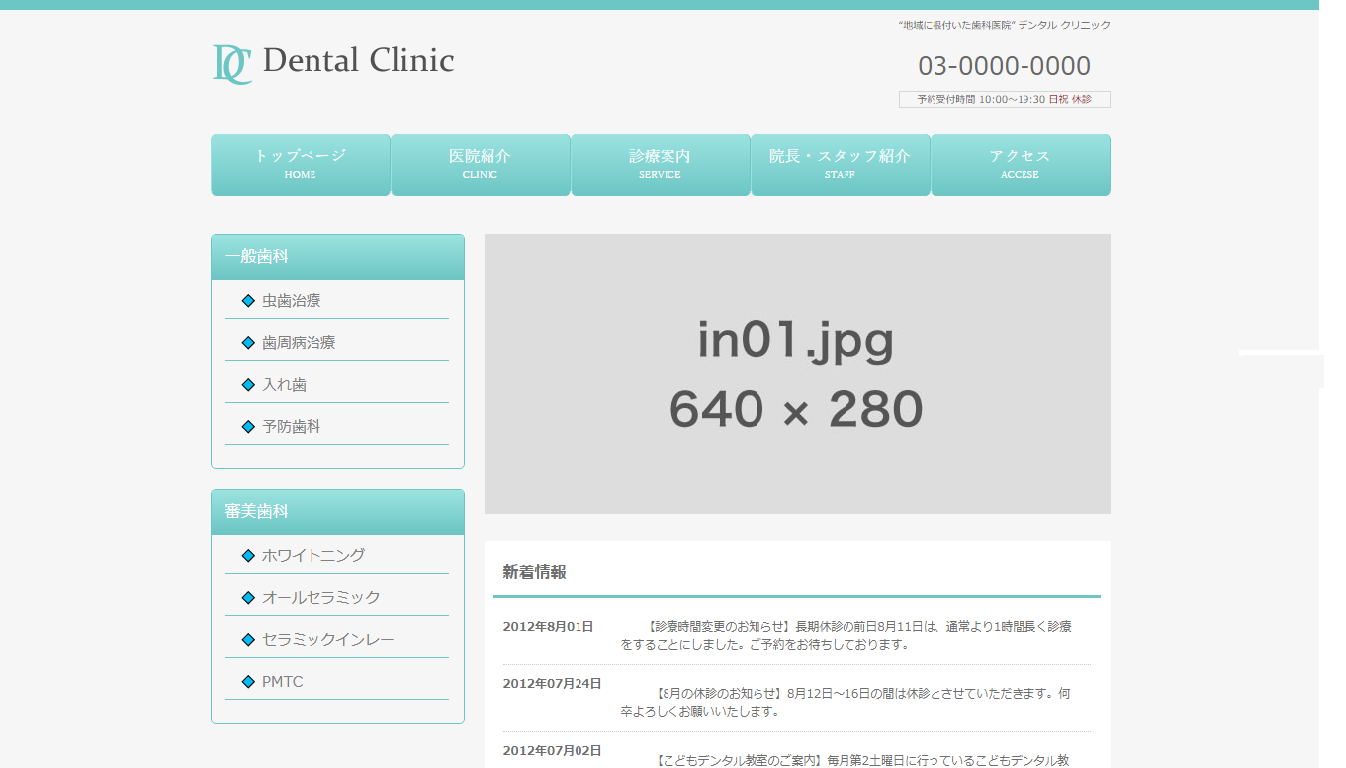 “地域に根付いた歯科医院” デンタル クリニック
DC Dental Clinic
03-0000-0000
予約受付時間 10:00～19:30 日祝 休診
トップページ
HOME
医院紹介
CLINIC
診療案内
SERVICE
院長・スタッフ紹介
STAFF
アクセス
ACCESE
一般歯科
虫歯治療
歯周病治療
入れ歯
予防歯科
審美歯科
ホワイトニング
オールセラミック
セラミックインレー
PMTC
in01.jpg
640 × 280
新着情報
2012年8月01日
【診察時間変更のお知らせ】長期休診の前日8月11日は、通常より1時間長く診療
をすることにしました。ご予約をお待ちしております。
2012年07月24日
【8月の休診のお知らせ】8月12日～16日の間は休診とさせていただきます。何
卒よろしくお願いいたします。
2012年07月02日
【こどもデンタル教室のご案内】毎月第2土曜日に行っているこどもデンタル教